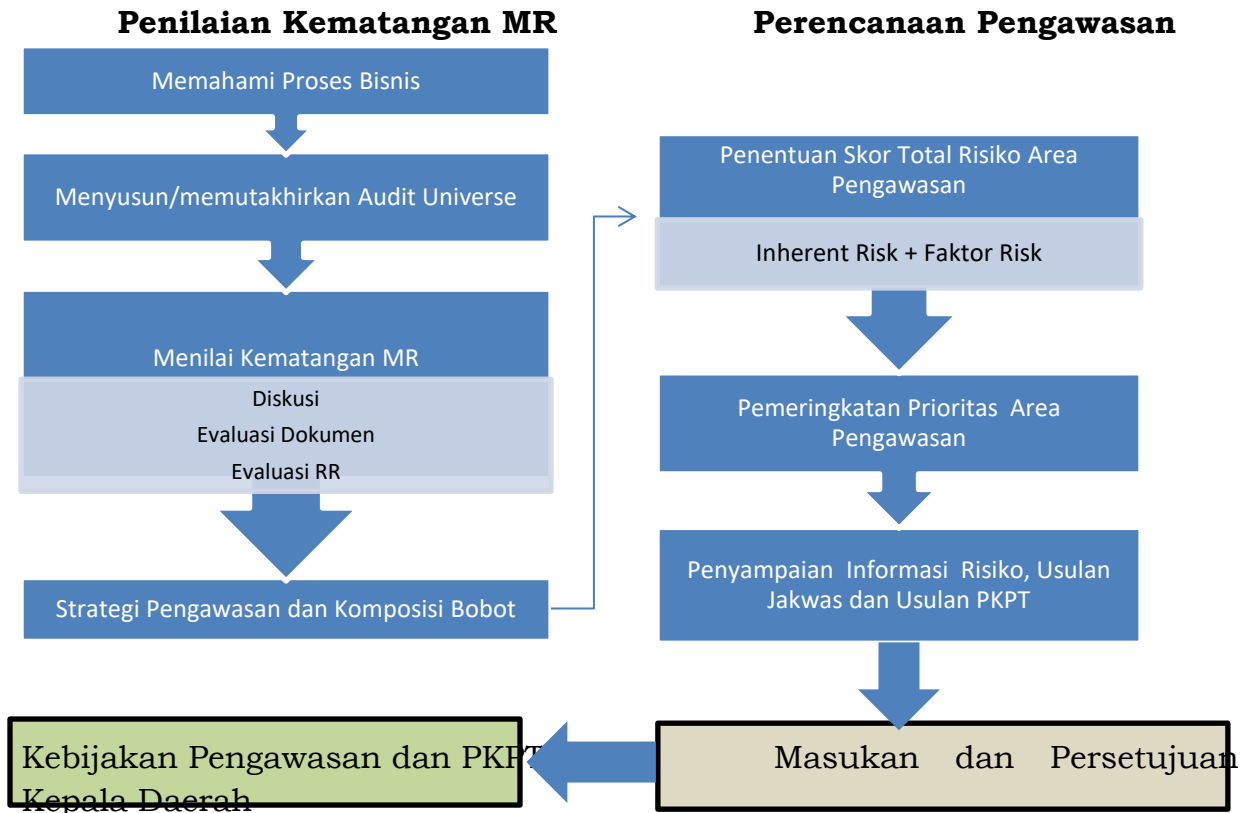 Penilaian Kematangan MR
Memahami Proses Bisnis
Menyusun/memutakhirkan Audit Universe
Menilai Kematangan MR
Diskusi
Evaluasi Dokumen
Evaluasi RR
Strategi Pengawasan dan Komposisi Bobot
Perencanaan Pengawasan
Penentuan Skor Total Risiko Area
Pengawasan
Inherent Risk + Faktor Risk
Pemeringkatan Prioritas Area
Pengawasan
Penyampaian Informasi Risiko, Usulan
Jakwas dan Usulan PKPT
Masukan dan Persetujuan
Kebijakan Pengawasan dan PKPT
Kepala Daerah